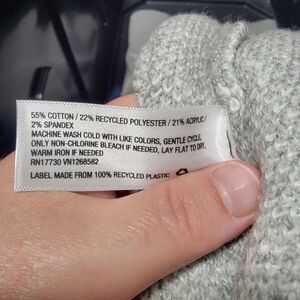 55% COTTON / 22% RECYCLED POLYESTER / 21% ACRYLIC /
2% SPANDEX
MACHINE WASH COLD WITH LIKE COLORS, GENTLE CYCLE,
ONLY NON-CHLORINE BLEACH IF NEEDED, LAY FLAT TO DRY,
WARM IRON IF NEEDED
RN17730 VN1268582
LABEL MADE FROM 100% RECYCLED PLASTIC